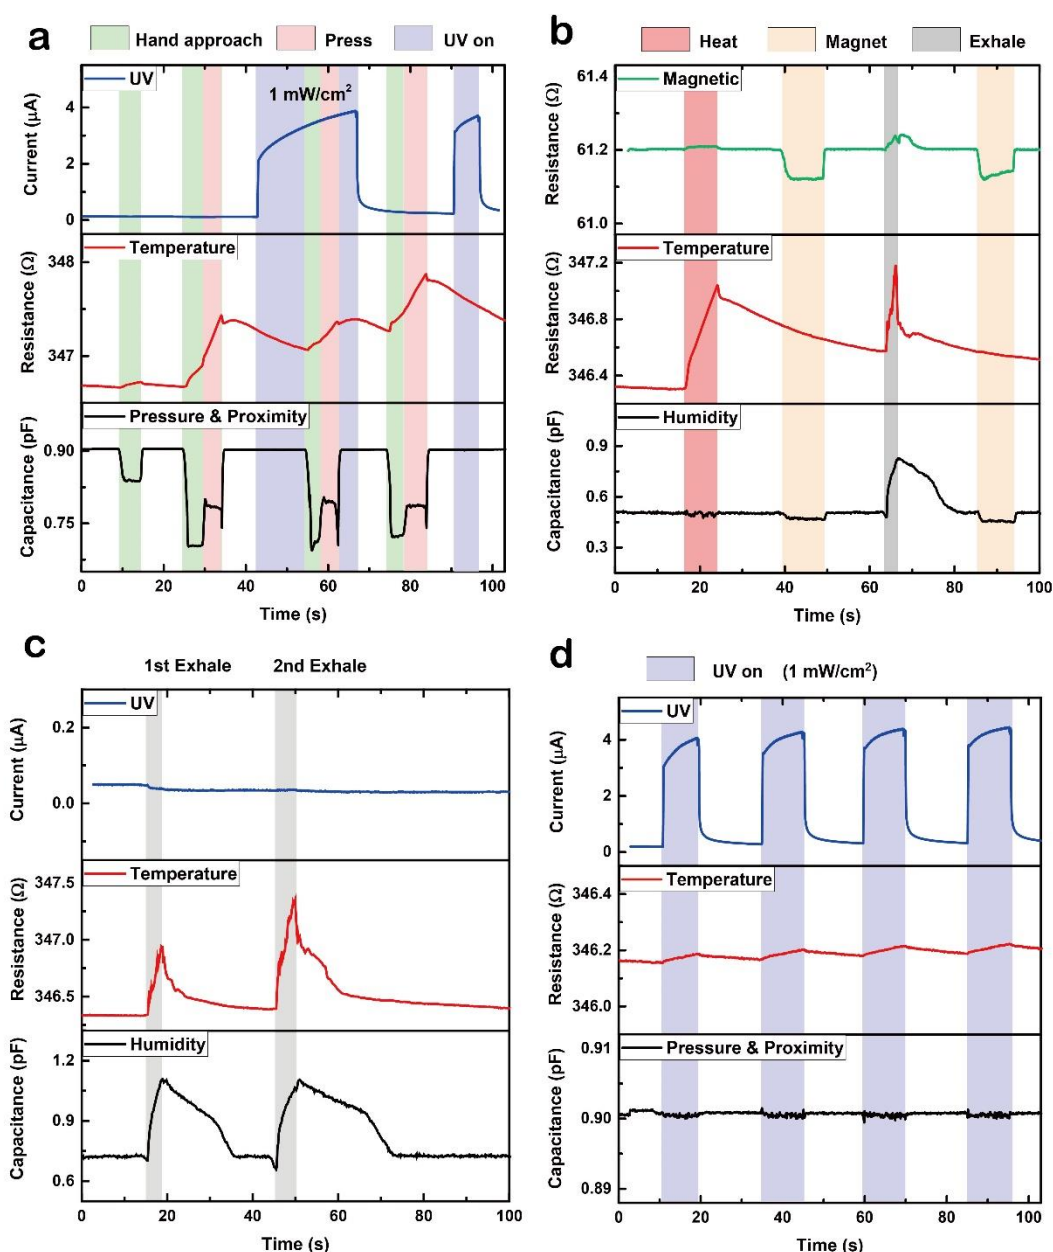 a
Hand approach Press UV on
UV
1 mW/cm²
Current (μA)
4
2
0
Temperature
Resistance (Ω)
348
347
Pressure & Proximity
Capacitance (pF)
0.90
0.75
0 20 40 60 80 100
Time (s)
b
Heat Magnet Exhale
Magnetic
Resistance (Ω)
61.4
61.2
61.0
Temperature
Resistance (Ω)
347.2
346.8
346.4
Humidity
Capacitance (pF)
0.9
0.6
0.3
0 20 40 60 80 100
Time (s)
c
1st Exhale 2nd Exhale
UV
Current (μA)
0.2
0.0
Temperature
Resistance (Ω)
347.5
347.0
346.5
Humidity
Capacitance (pF)
1.2
0.9
0.6
0 20 40 60 80 100
Time (s)
d
UV on (1 mW/cm²)
UV
Current (μA)
4
2
0
Temperature
Resistance (Ω)
346.4
346.2
346.0
Pressure & Proximity
Capacitance (pF)
0.91
0.90
0.89
0 20 40 60 80 100
Time (s)